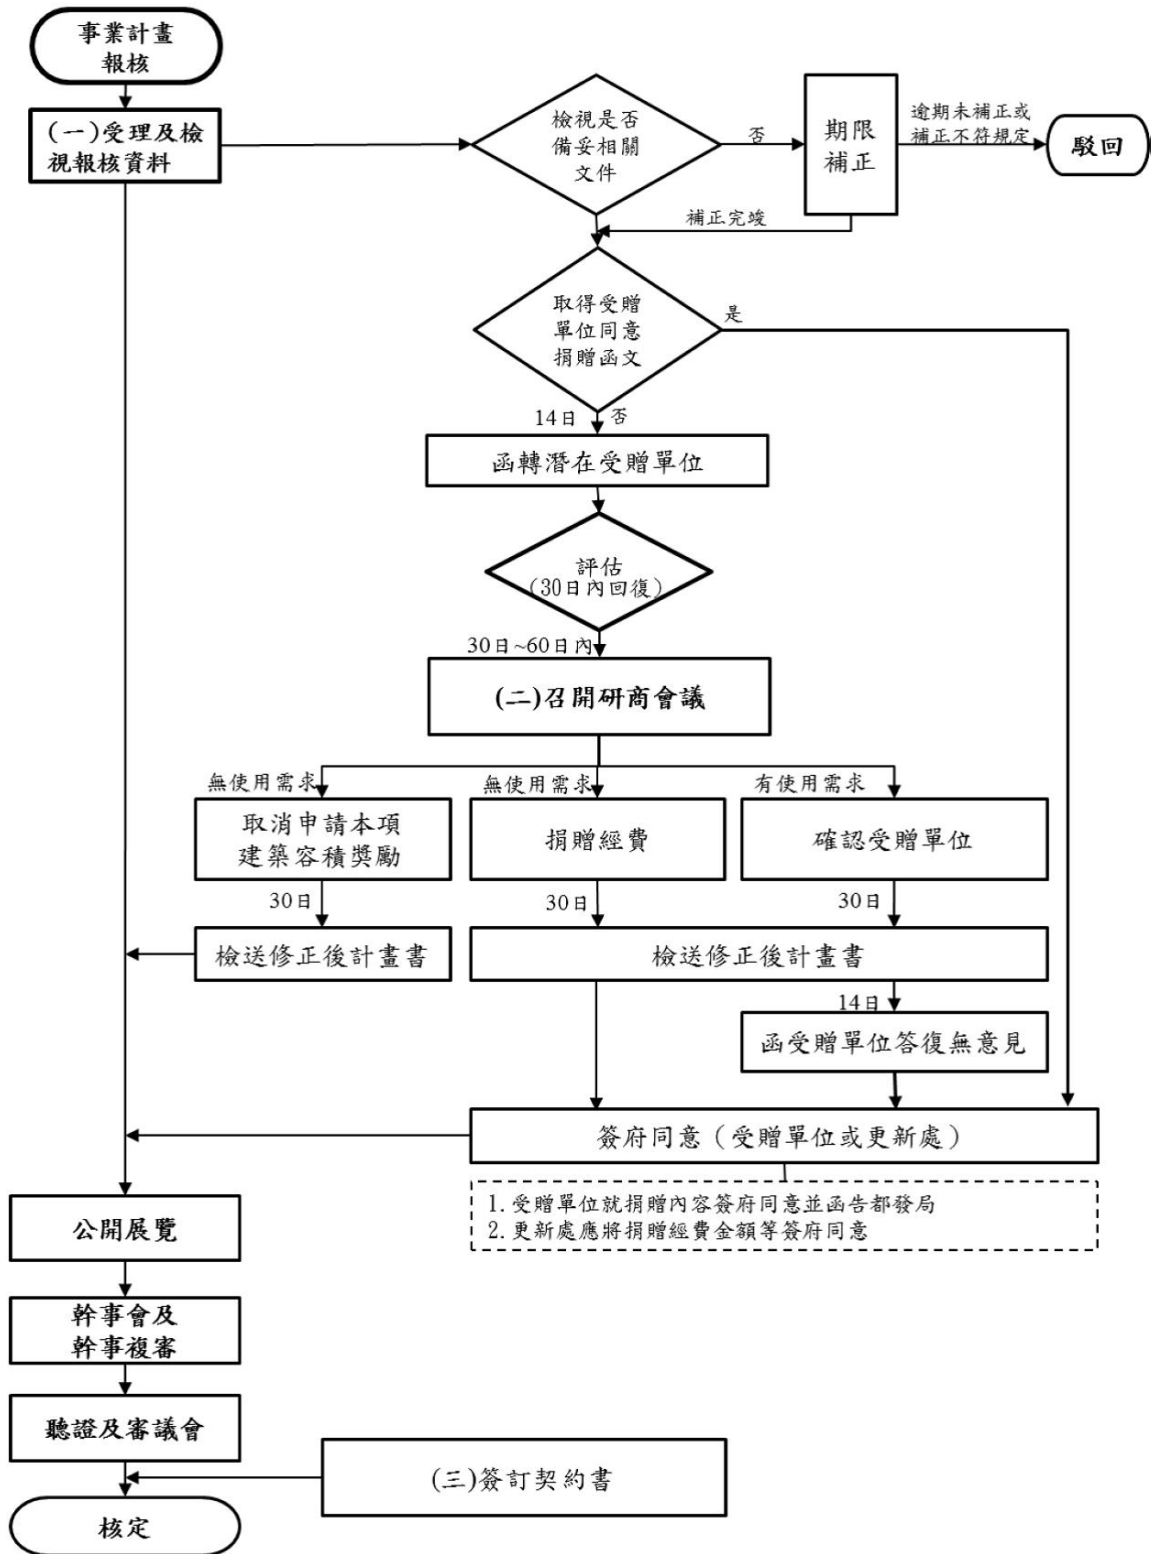 事業計畫
報核
(一)受理及檢
視報核資料
檢視是否
備妥相關
文件
否
期限
補正
逾期未補正或
補正不符規定
駁回
補正完竣
取得受贈
單位同意
捐贈函文
是
14日
否
函轉潛在受贈單位
評估
(30日內回復)
30日~60日內
(二)召開研商會議
無使用需求
無使用需求
有使用需求
取消申請本項
建築容積獎勵
捐贈經費
確認受贈單位
30日
30日
30日
檢送修正後計畫書
檢送修正後計畫書
14日
函受贈單位答復無意見
簽府同意（受贈單位或更新處）
1.受贈單位就捐贈內容簽府同意並函告都發局
2.更新處應將捐贈經費金額等簽府同意
公開展覽
幹事會及
幹事複審
聽證及審議會
(三)簽訂契約書
核定